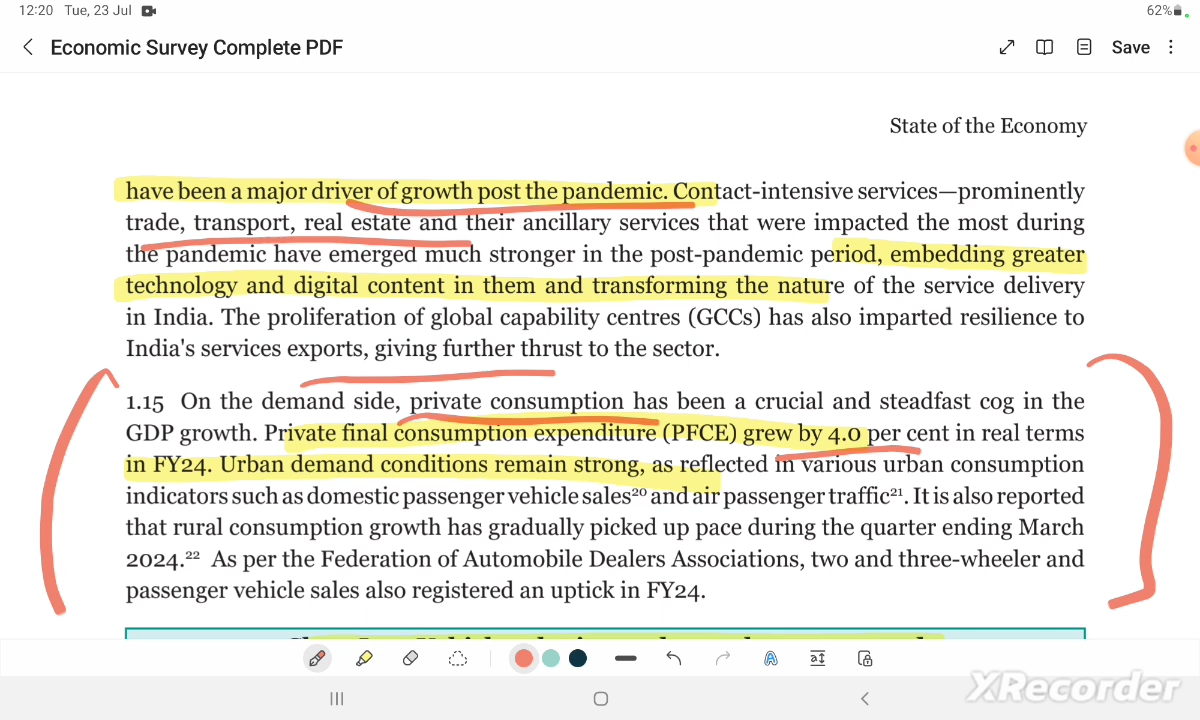 12:20 Tue, 23 Jul
62%
Economic Survey Complete PDF
Save
State of the Economy
have been a major driver of growth post the pandemic. Contact-intensive services—prominently
trade, transport, real estate and their ancillary services that were impacted the most during
the pandemic have emerged much stronger in the post-pandemic period, embedding greater
technology and digital content in them and transforming the nature of the service delivery
in India. The proliferation of global capability centres (GCCs) has also imparted resilience to
India's services exports, giving further thrust to the sector.
1.15 On the demand side, private consumption has been a crucial and steadfast cog in the
GDP growth. Private final consumption expenditure (PFCE) grew by 4.0 per cent in real terms
in FY24. Urban demand conditions remain strong, as reflected in various urban consumption
indicators such as domestic passenger vehicle sales²⁰ and air passenger traffic²¹. It is also reported
that rural consumption growth has gradually picked up pace during the quarter ending March
2024.²² As per the Federation of Automobile Dealers Associations, two and three-wheeler and
passenger vehicle sales also registered an uptick in FY24.
XRecorder